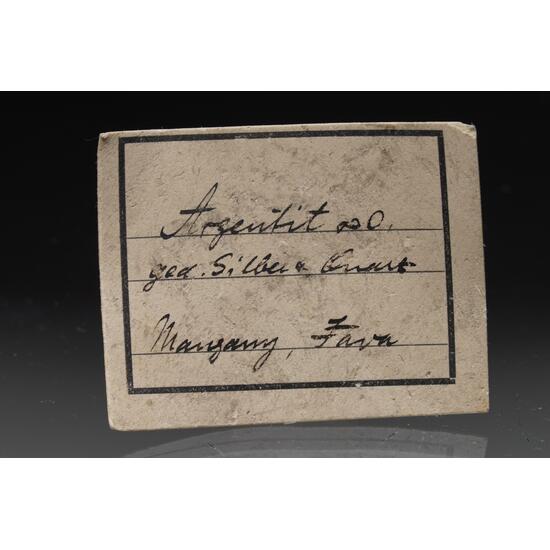 Argentit ∞O,
ged. Silber & Quarz
Mangany, Java